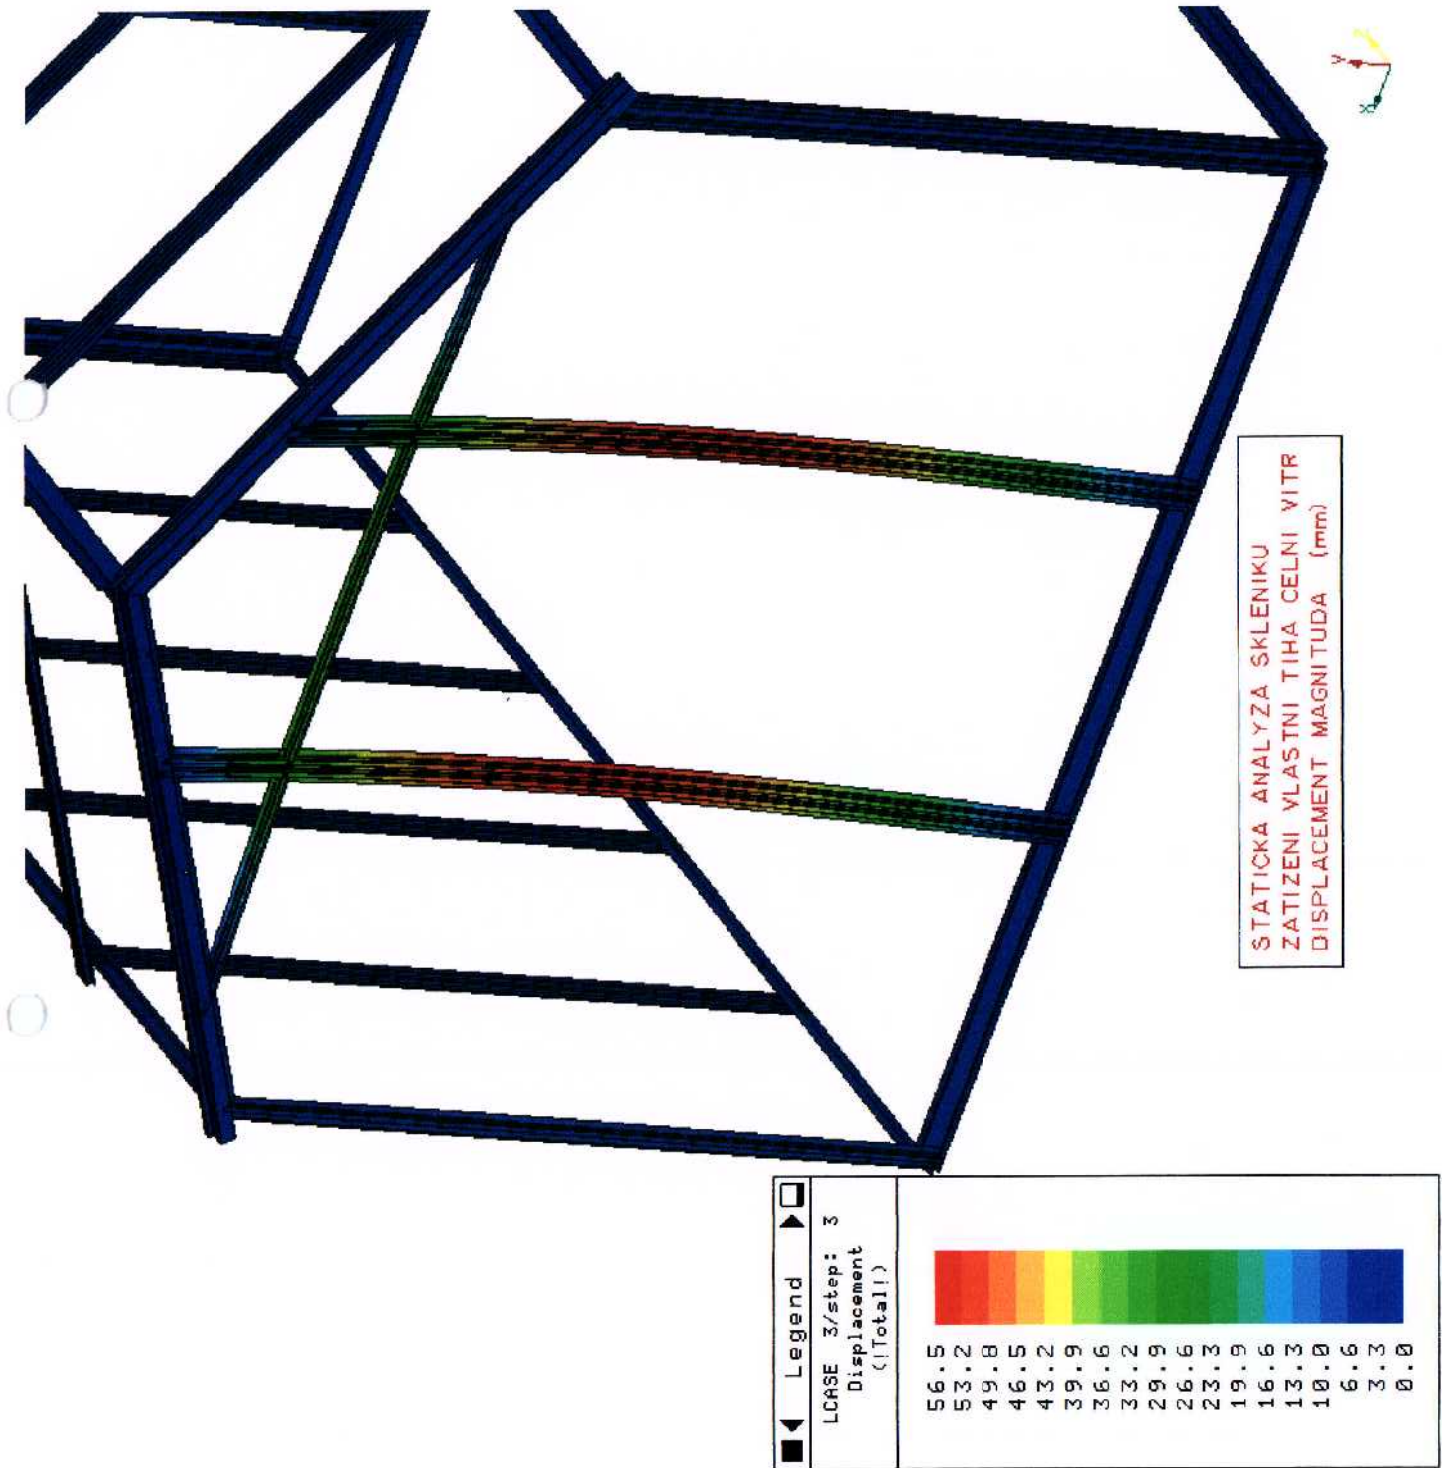 STATICKA ANALYZA SKLENIKU
ZATIZENI VLASTNI TIHA CELNI VITR
DISPLACEMENT MAGNITUDA (mm)
Legend
LCASE 3/step: 3
Displacement
(|Total|)
56.5
53.2
49.8
46.5
43.2
39.9
36.6
33.2
29.9
26.6
23.3
19.9
16.6
13.3
10.0
6.6
3.3
0.0
Y
X
Z